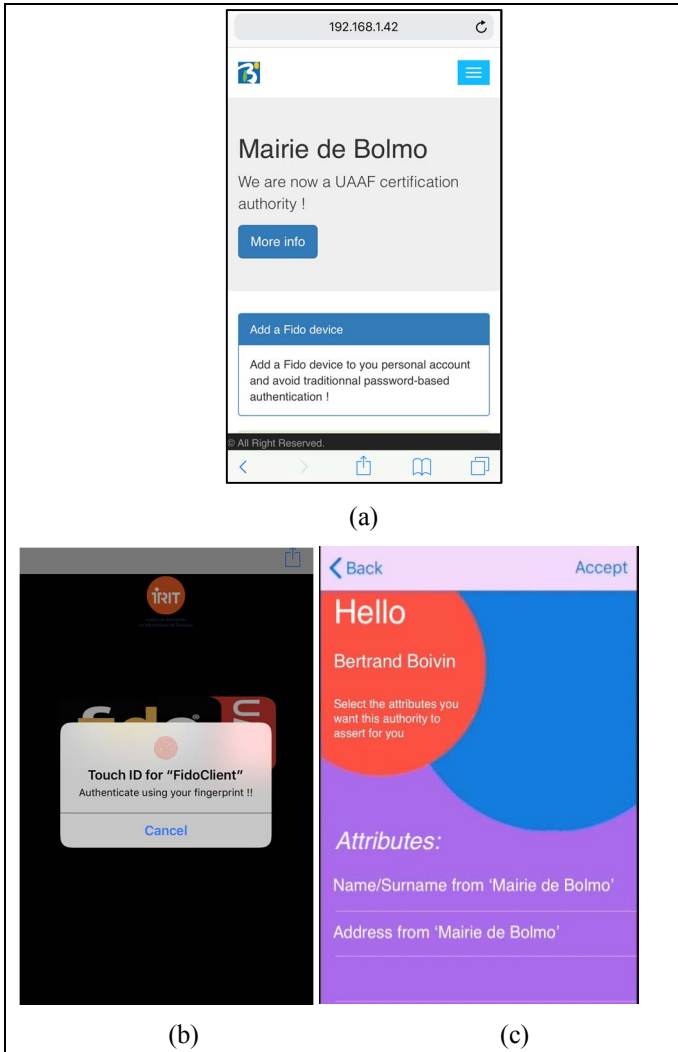 192.168.1.42
Mairie de Bolmo
We are now a UAAF certification
authority !
More info
Add a Fido device
Add a Fido device to you personal account
and avoid traditionnal password-based
authentication !
© All Right Reserved.
(a)
IRIT
Touch ID for “FidoClient”
Authenticate using your fingerprint !!
Cancel
(b)
Back
Accept
Hello
Bertrand Boivin
Select the attributes you
want this authority to
assert for you
Attributes:
Name/Surname from ‘Mairie de Bolmo’
Address from ‘Mairie de Bolmo’
(c)